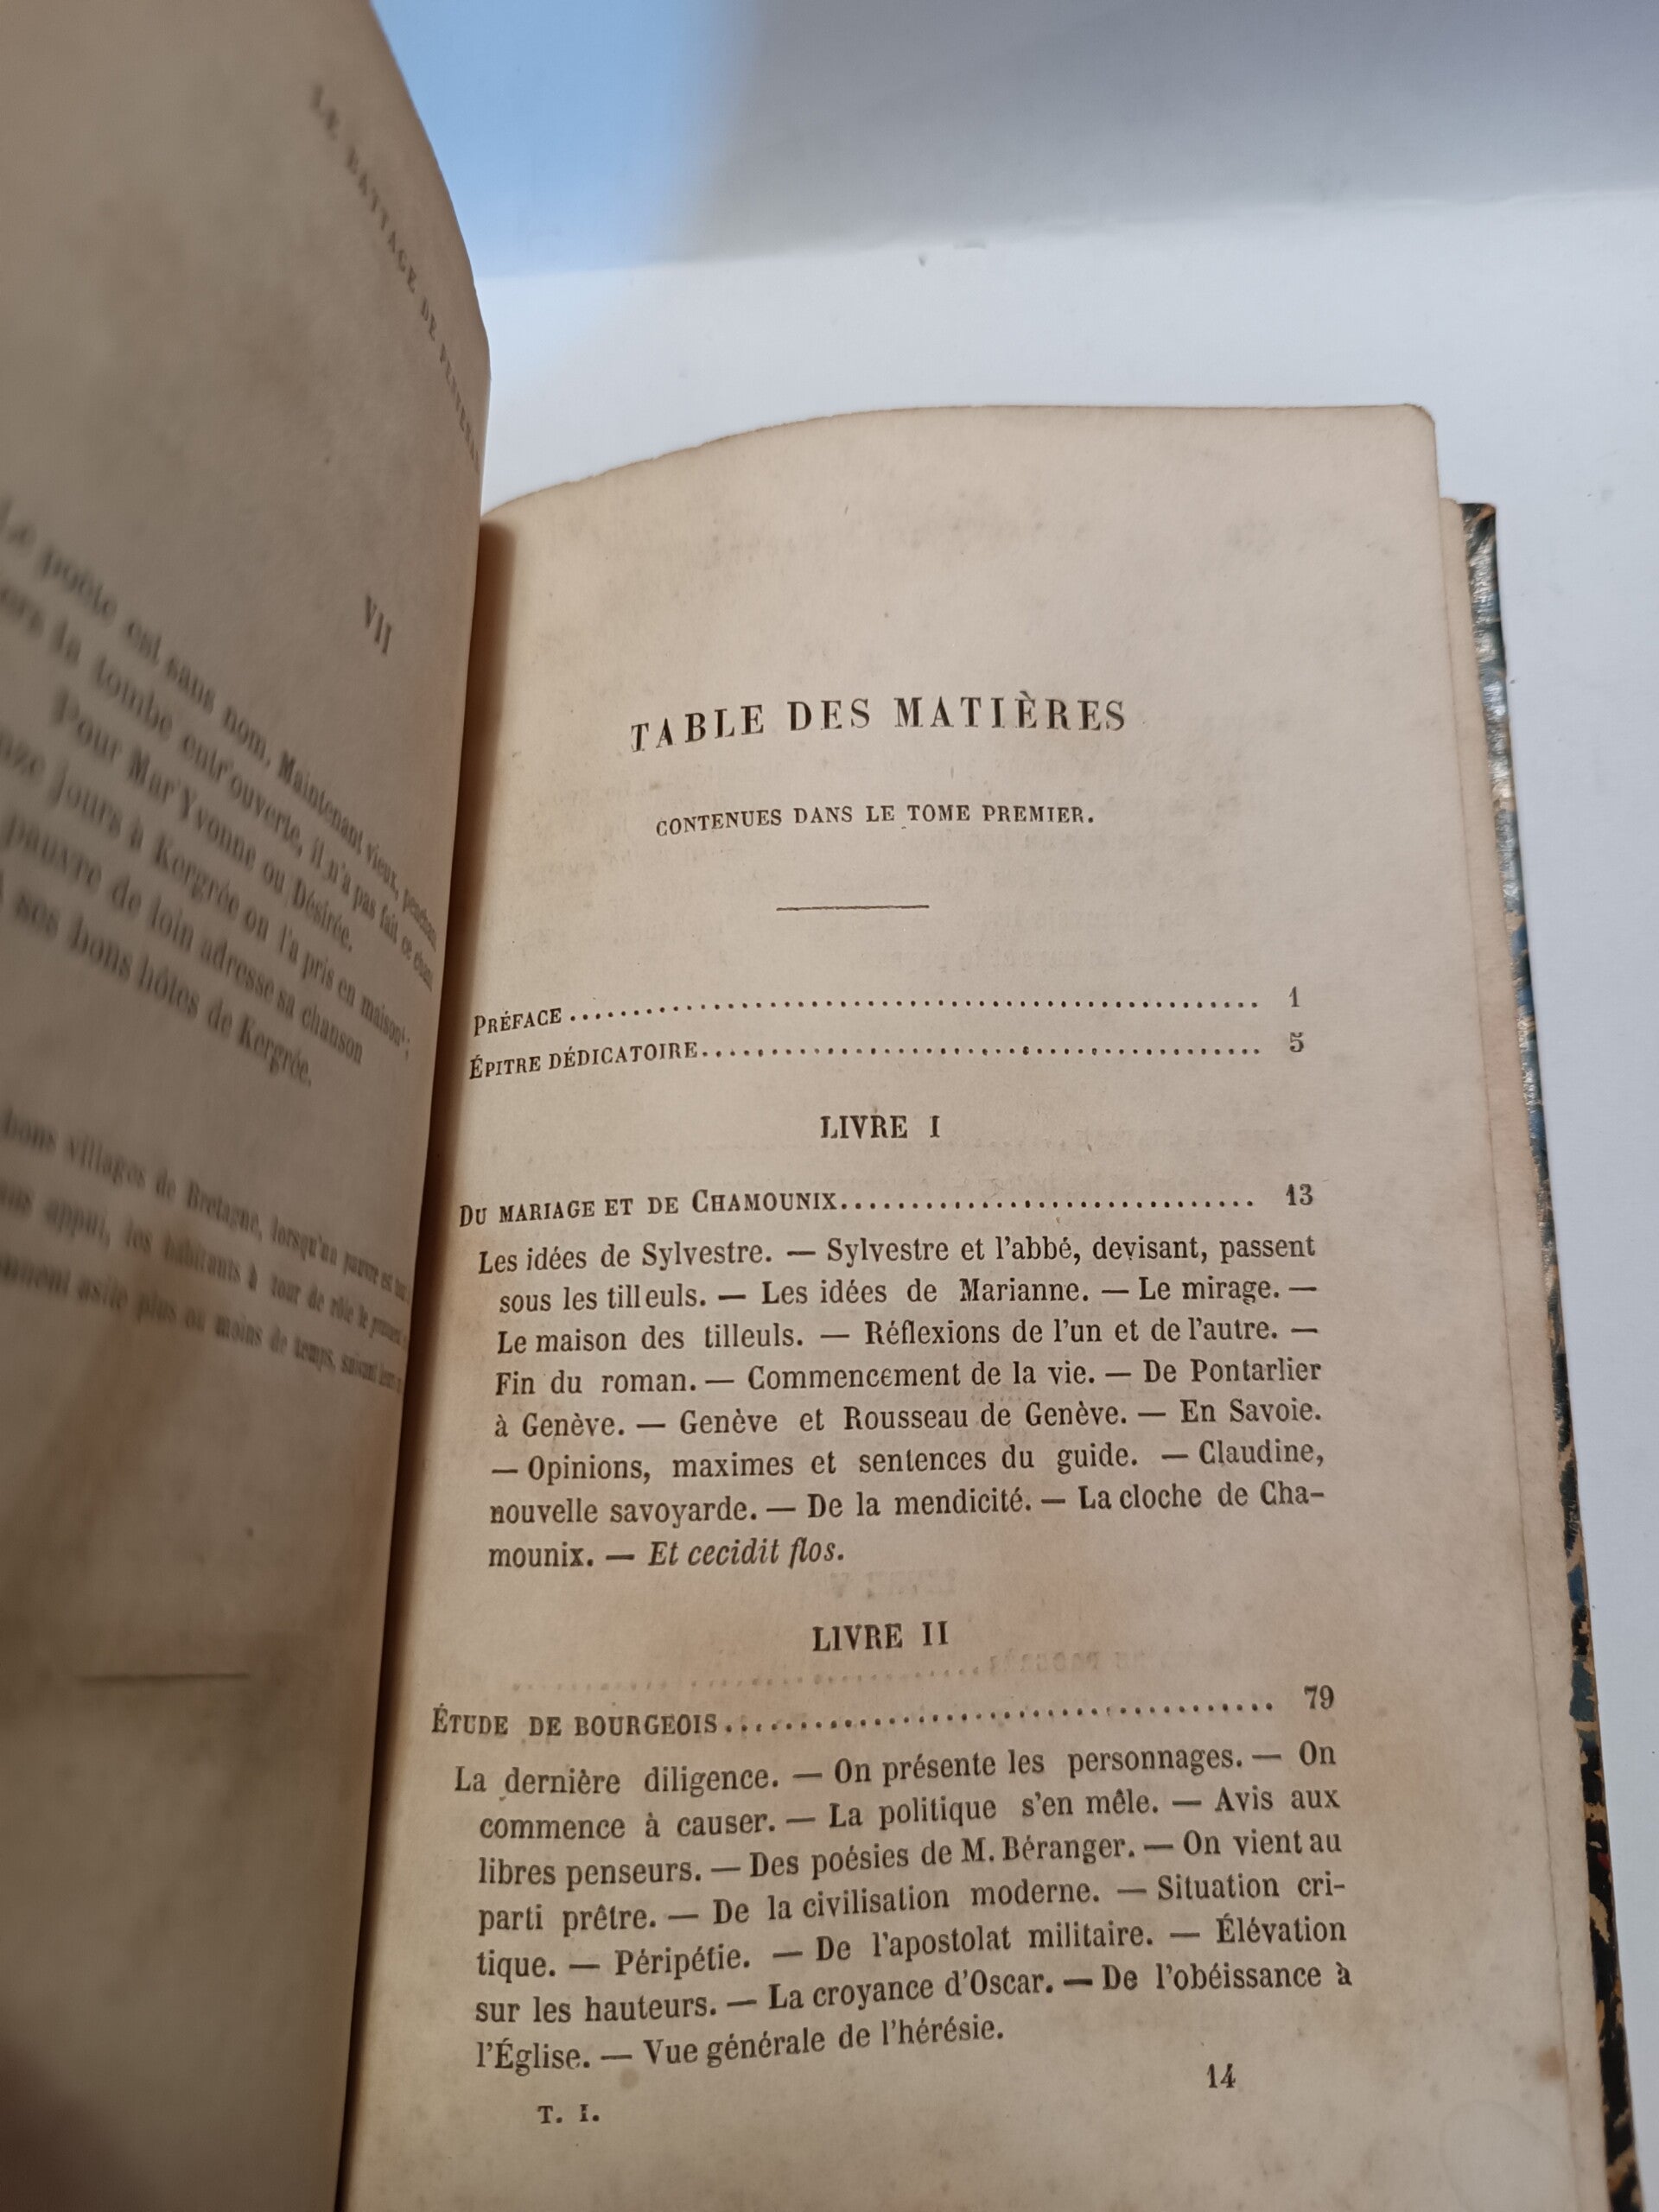 LE BATTAGE DE
VII
Le poëte est sans nom, Maintenant vieux,
la tombe entr'ouverte, il n'a pas fait ce
Pour Mar'Yvonne ou Désirée.
jours à Kergrée on l'a pris en maison
pauvre de loin adresse sa chanson
A ses bons hôtes de Kergrée.
bons villages de Bretagne, lorsqu'un pauvre est
appui, les habitants à tour de rôle le prennent
asile plus ou moins de temps, suivant leurs
TABLE DES MATIÈRES
CONTENUES DANS LE TOME PREMIER.
PRÉFACE.................................................. 1
ÉPITRE DÉDICATOIRE........................................ 5
LIVRE I
DU MARIAGE ET DE CHAMOUNIX............................... 13
Les idées de Sylvestre. — Sylvestre et l'abbé, devisant, passent
sous les tilleuls. — Les idées de Marianne. — Le mirage. —
Le maison des tilleuls. — Réflexions de l'un et de l'autre. —
Fin du roman. — Commencement de la vie. — De Pontarlier
à Genève. — Genève et Rousseau de Genève. — En Savoie.
— Opinions, maximes et sentences du guide. — Claudine,
nouvelle savoyarde. — De la mendicité. — La cloche de Cha-
mounix. — Et cecidit flos.
LIVRE II
ÉTUDE DE BOURGEOIS........................................ 79
La dernière diligence. — On présente les personnages. — On
commence à causer. — La politique s'en mêle. — Avis aux
libres penseurs. — Des poésies de M. Béranger. — On vient au
parti prêtre. — De la civilisation moderne. — Situation cri-
tique. — Péripétie. — De l'apostolat militaire. — Élévation
sur les hauteurs. — La croyance d'Oscar. — De l'obéissance à
l'Église. — Vue générale de l'hérésie.
T. I. 14